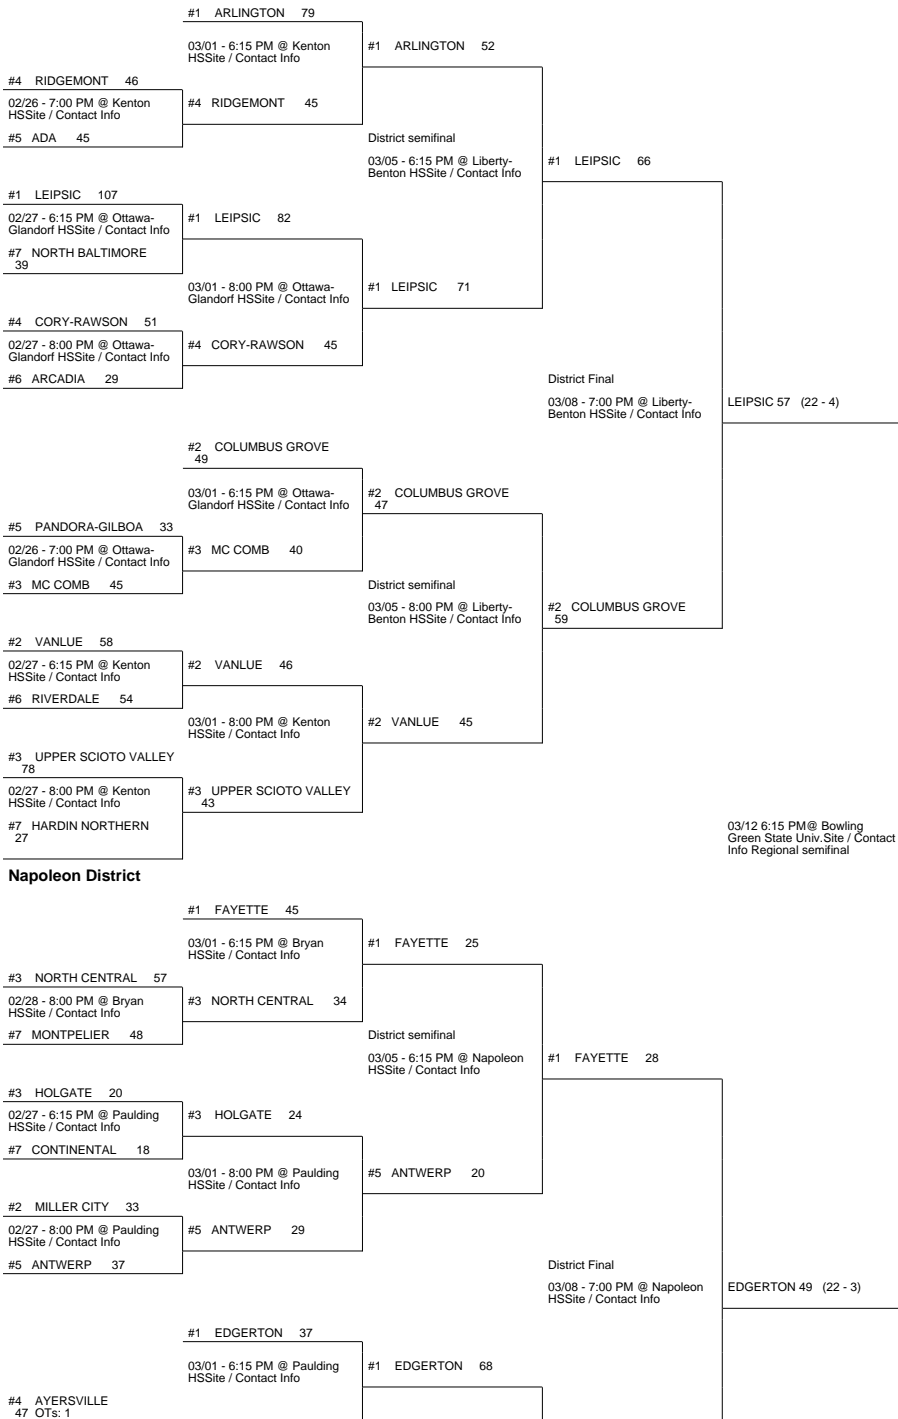 #1 ARLINGTON 79
03/01 - 6:15 PM @ Kenton
HSSite / Contact Info
#1 ARLINGTON 52
#4 RIDGEMONT 46
02/26 - 7:00 PM @ Kenton
HSSite / Contact Info
#4 RIDGEMONT 45
#5 ADA 45
District semifinal
03/05 - 6:15 PM @ Liberty-
Benton HSSite / Contact Info
#1 LEIPSIC 66
#1 LEIPSIC 107
02/27 - 6:15 PM @ Ottawa-
Glandorf HSSite / Contact Info
#1 LEIPSIC 82
#7 NORTH BALTIMORE
39
03/01 - 8:00 PM @ Ottawa-
Glandorf HSSite / Contact Info
#1 LEIPSIC 71
#4 CORY-RAWSON 51
02/27 - 8:00 PM @ Ottawa-
Glandorf HSSite / Contact Info
#4 CORY-RAWSON 45
#6 ARCADIA 29
District Final
03/08 - 7:00 PM @ Liberty-
Benton HSSite / Contact Info
LEIPSIC 57 (22 - 4)
#2 COLUMBUS GROVE
49
03/01 - 6:15 PM @ Ottawa-
Glandorf HSSite / Contact Info
#2 COLUMBUS GROVE
47
#5 PANDORA-GILBOA 33
02/26 - 7:00 PM @ Ottawa-
Glandorf HSSite / Contact Info
#3 MC COMB 40
#3 MC COMB 45
District semifinal
03/05 - 8:00 PM @ Liberty-
Benton HSSite / Contact Info
#2 COLUMBUS GROVE
59
#2 VANLUE 58
02/27 - 6:15 PM @ Kenton
HSSite / Contact Info
#2 VANLUE 46
#6 RIVERDALE 54
03/01 - 8:00 PM @ Kenton
HSSite / Contact Info
#2 VANLUE 45
#3 UPPER SCIOTO VALLEY
78
02/27 - 8:00 PM @ Kenton
HSSite / Contact Info
#3 UPPER SCIOTO VALLEY
43
#7 HARDIN NORTHERN
27
03/12 6:15 PM@ Bowling
Green State Univ.Site / Contact
Info Regional semifinal
Napoleon District
#1 FAYETTE 45
03/01 - 6:15 PM @ Bryan
HSSite / Contact Info
#1 FAYETTE 25
#3 NORTH CENTRAL 57
02/28 - 8:00 PM @ Bryan
HSSite / Contact Info
#3 NORTH CENTRAL 34
#7 MONTPELIER 48
District semifinal
03/05 - 6:15 PM @ Napoleon
HSSite / Contact Info
#1 FAYETTE 28
#3 HOLGATE 20
02/27 - 6:15 PM @ Paulding
HSSite / Contact Info
#3 HOLGATE 24
#7 CONTINENTAL 18
03/01 - 8:00 PM @ Paulding
HSSite / Contact Info
#5 ANTWERP 20
#2 MILLER CITY 33
02/27 - 8:00 PM @ Paulding
HSSite / Contact Info
#5 ANTWERP 29
#5 ANTWERP 37
District Final
03/08 - 7:00 PM @ Napoleon
HSSite / Contact Info
EDGERTON 49 (22 - 3)
#1 EDGERTON 37
03/01 - 6:15 PM @ Paulding
HSSite / Contact Info
#1 EDGERTON 68
#4 AYERSVILLE
47 OTs: 1